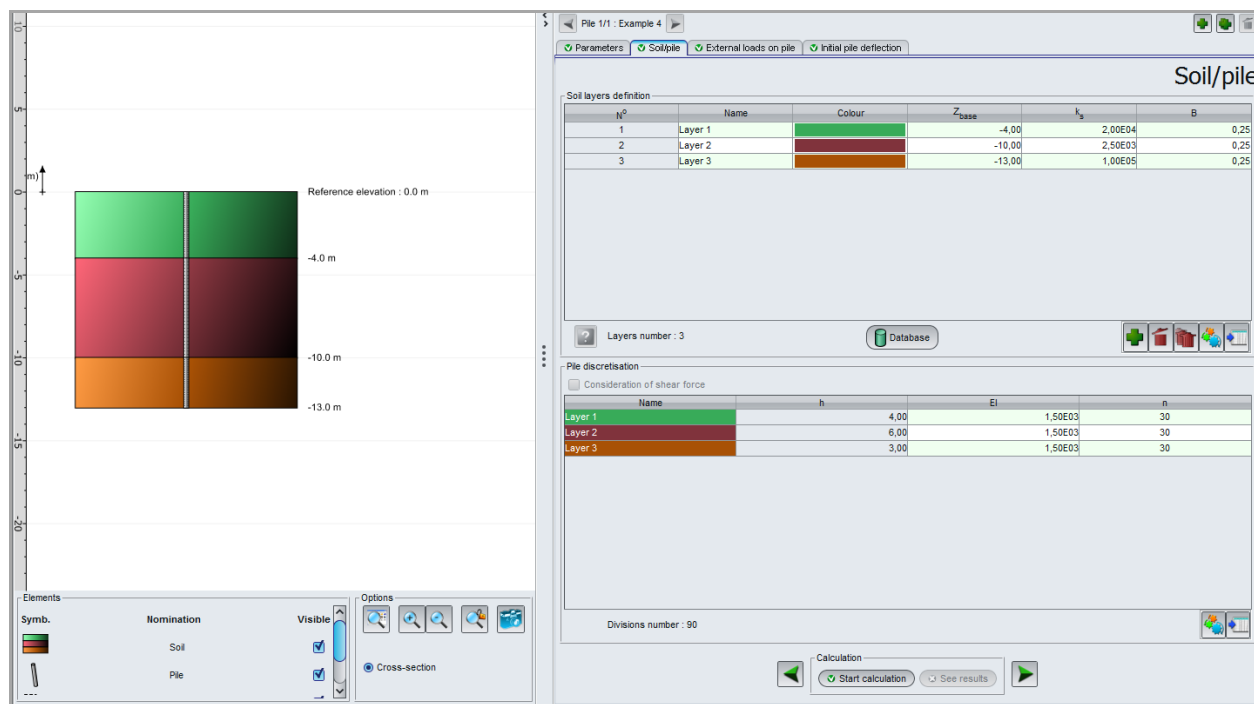 10
5
m)
0
Reference elevation : 0.0 m
-4.0 m
-5
-10.0 m
-10
-13.0 m
-15
-20
Elements
Symb. Nomination Visible
Soil
Pile
Options
Cross-section
Pile 1/1 : Example 4
Parameters Soil/pile External loads on pile Initial pile deflection
Soil/pile
Soil layers definition
N° Name Colour Zbase ks B
1 Layer 1 -4,00 2,00E04 0,25
2 Layer 2 -10,00 2,50E03 0,25
3 Layer 3 -13,00 1,00E05 0,25
? Layers number : 3 Database
Pile discretisation
Consideration of shear force
Name h EI n
Layer 1 4,00 1,50E03 30
Layer 2 6,00 1,50E03 30
Layer 3 3,00 1,50E03 30
Divisions number : 90
Calculation
Start calculation See results